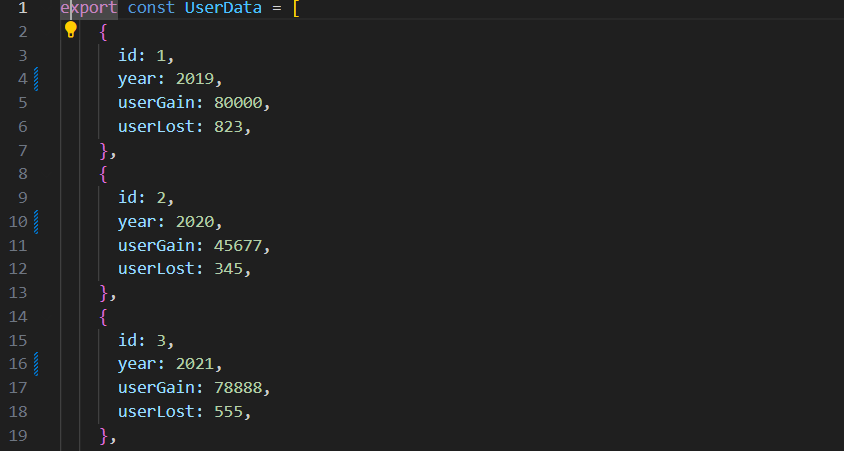 1 export const UserData = [
2 {
3 id: 1,
4 year: 2019,
5 userGain: 80000,
6 userLost: 823,
7 },
8 {
9 id: 2,
10 year: 2020,
11 userGain: 45677,
12 userLost: 345,
13 },
14 {
15 id: 3,
16 year: 2021,
17 userGain: 78888,
18 userLost: 555,
19 },